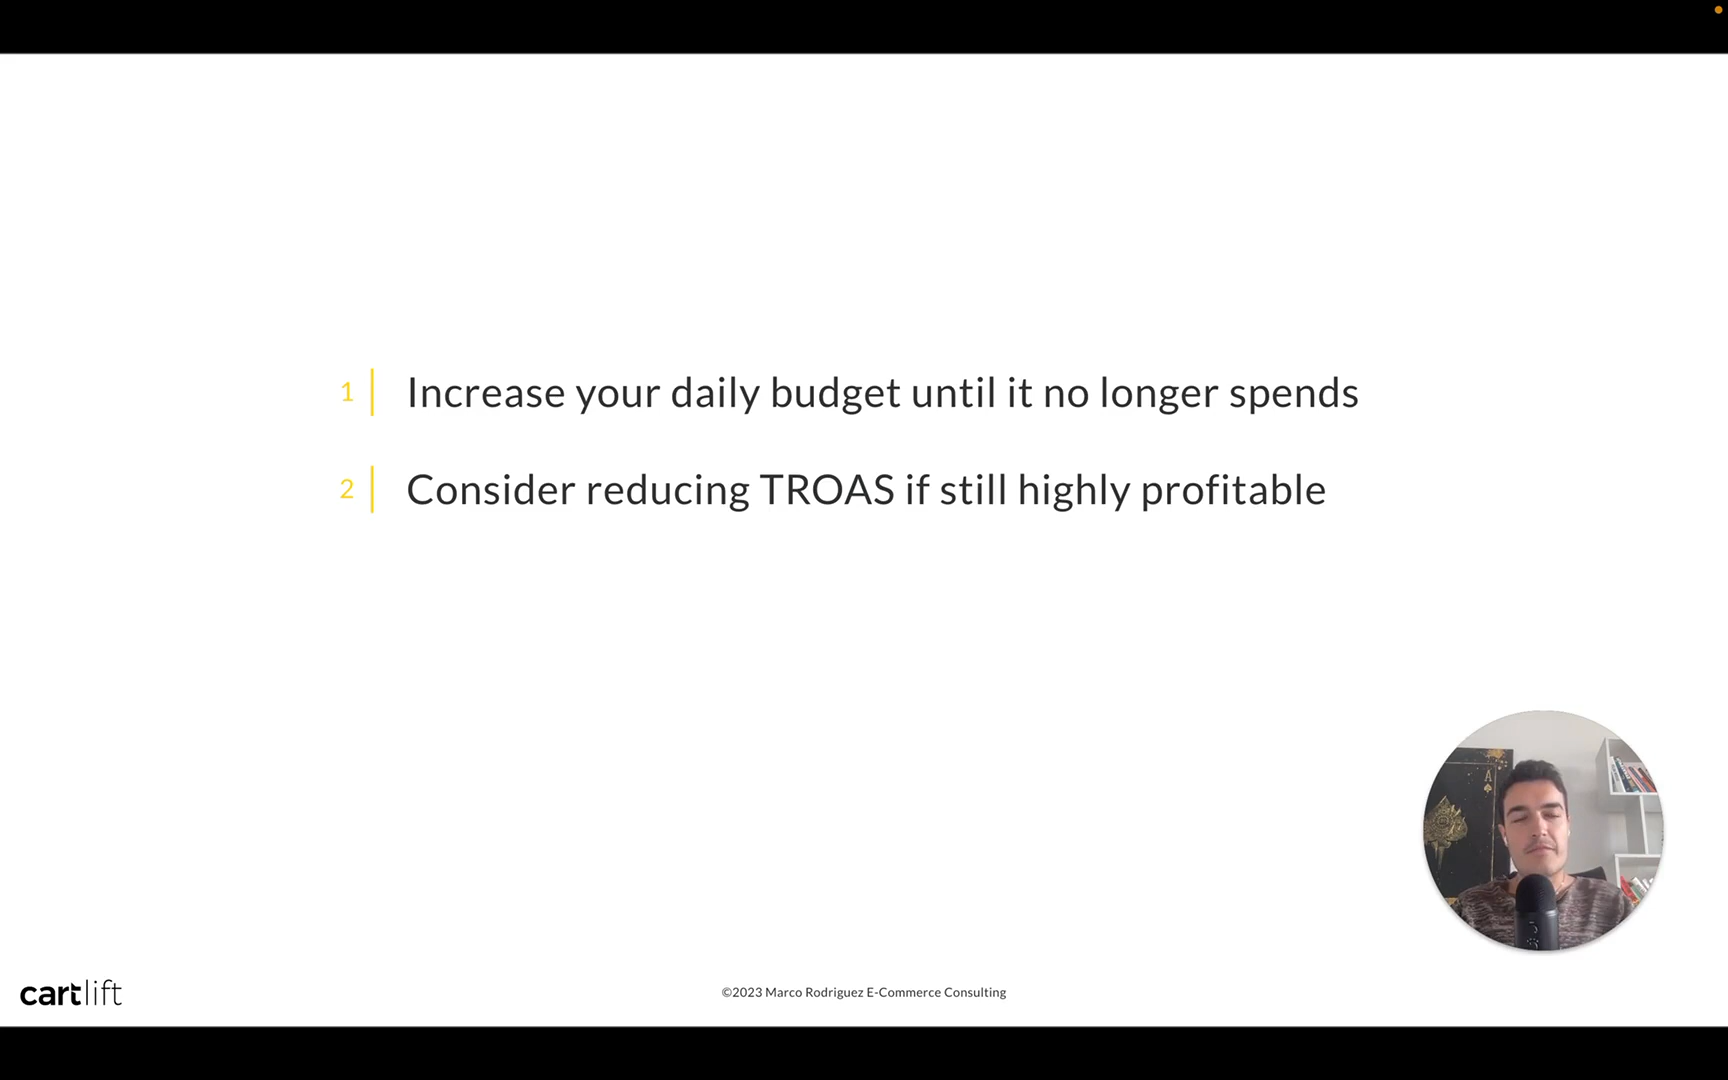 1 Increase your daily budget until it no longer spends
2 Consider reducing TROAS if still highly profitable
A
cartlift
©2023 Marco Rodriguez E-Commerce Consulting